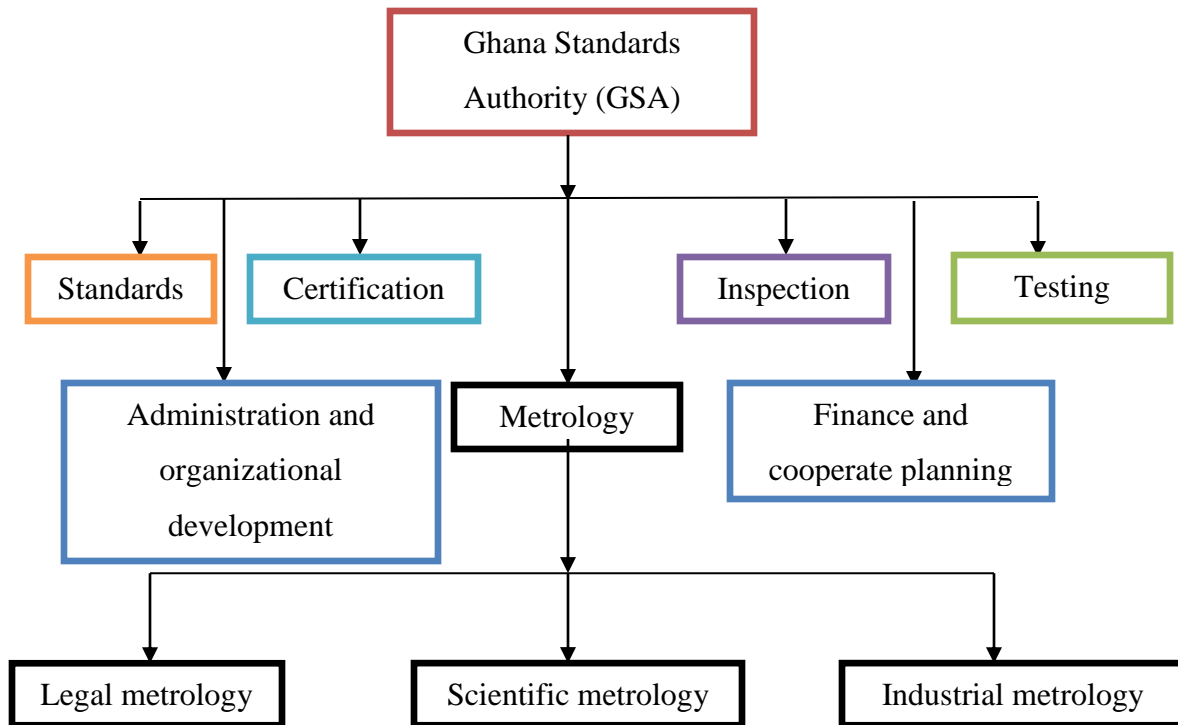 Ghana Standards
Authority (GSA)
Standards
Certification
Inspection
Testing
Administration and
organizational
development
Metrology
Finance and
cooperate planning
Legal metrology
Scientific metrology
Industrial metrology